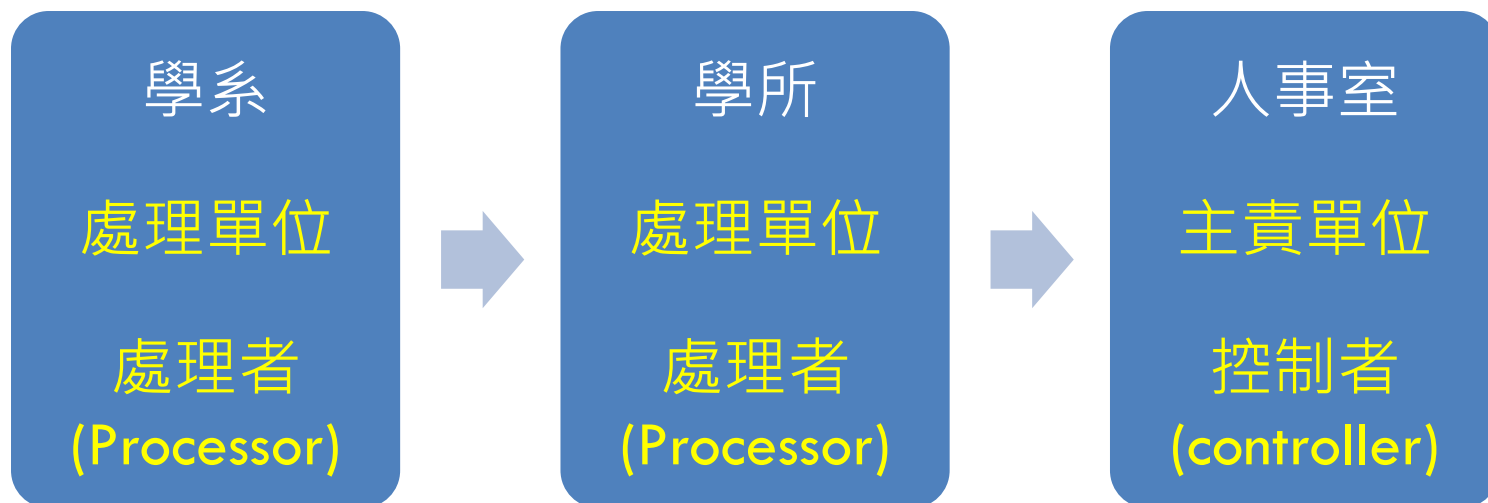 學系
處理單位
處理者
(Processor)
學所
處理單位
處理者
(Processor)
人事室
主責單位
控制者
(controller)